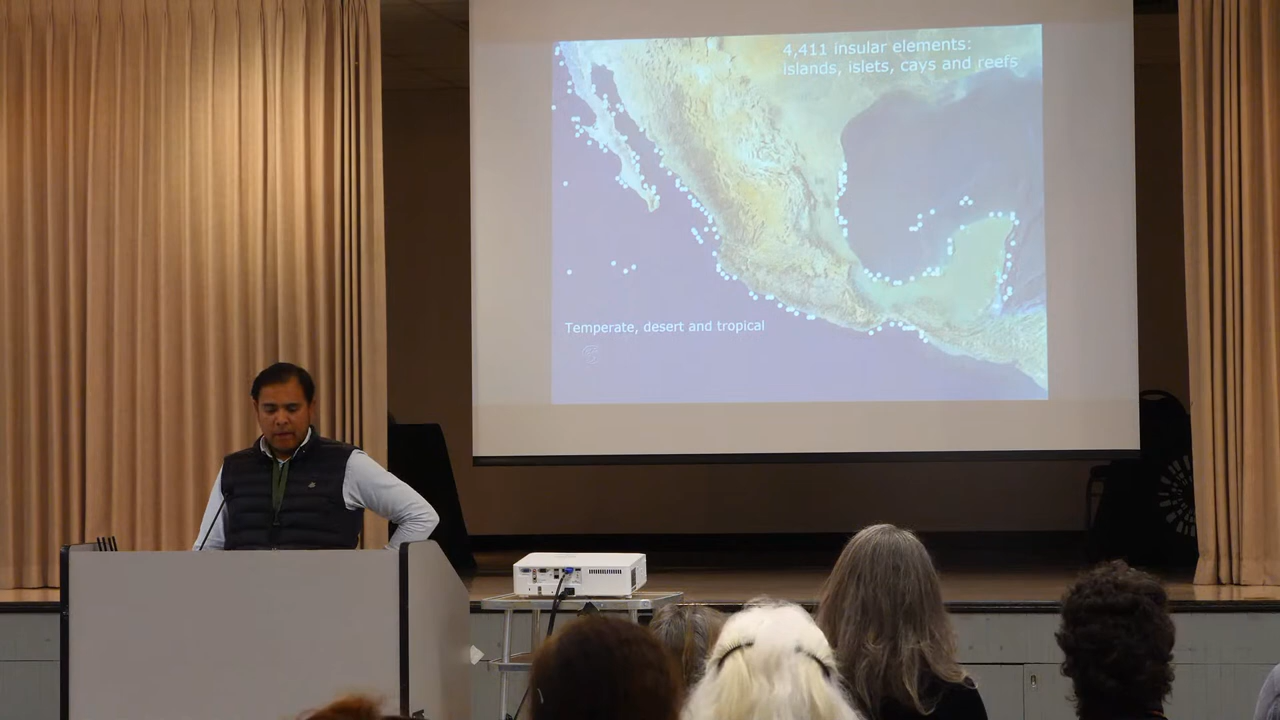 4,411 insular elements:
islands, islets, cays and reefs
Temperate, desert and tropical